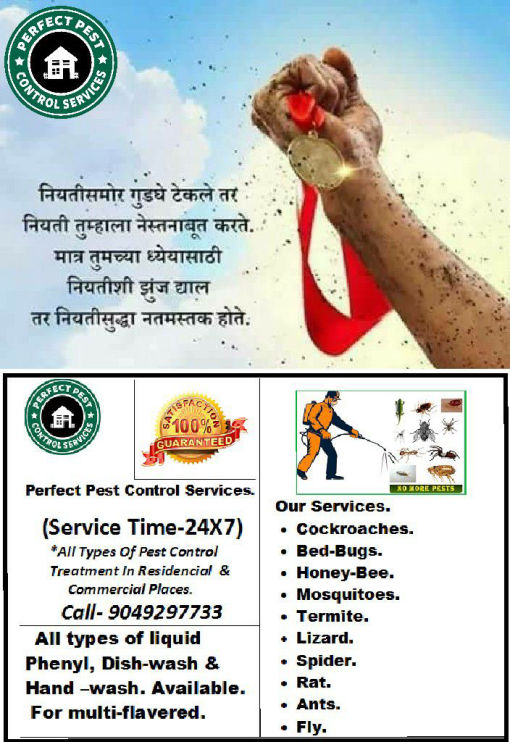 PERFECT PEST
CONTROL SERVICES
नियतीसमोर गुडघे टेकले तर
नियती तुम्हाला नेस्तनाबूत करते.
मात्र तुमच्या ध्येयासाठी
नियतीशी झुंज द्याल
तर नियतीसुद्धा नतमस्तक होते.
PERFECT PEST
CONTROL SERVICES
SATISFACTION
100%
GUARANTEED
Perfect Pest Control Services.
(Service Time-24X7)
*All Types Of Pest Control
Treatment In Residencial &
Commercial Places.
Call- 9049297733
All types of liquid
Phenyl, Dish-wash &
Hand –wash. Available.
For multi-flavered.
NO MORE PESTS
Our Services.
• Cockroaches.
• Bed-Bugs.
• Honey-Bee.
• Mosquitoes.
• Termite.
• Lizard.
• Spider.
• Rat.
• Ants.
• Fly.